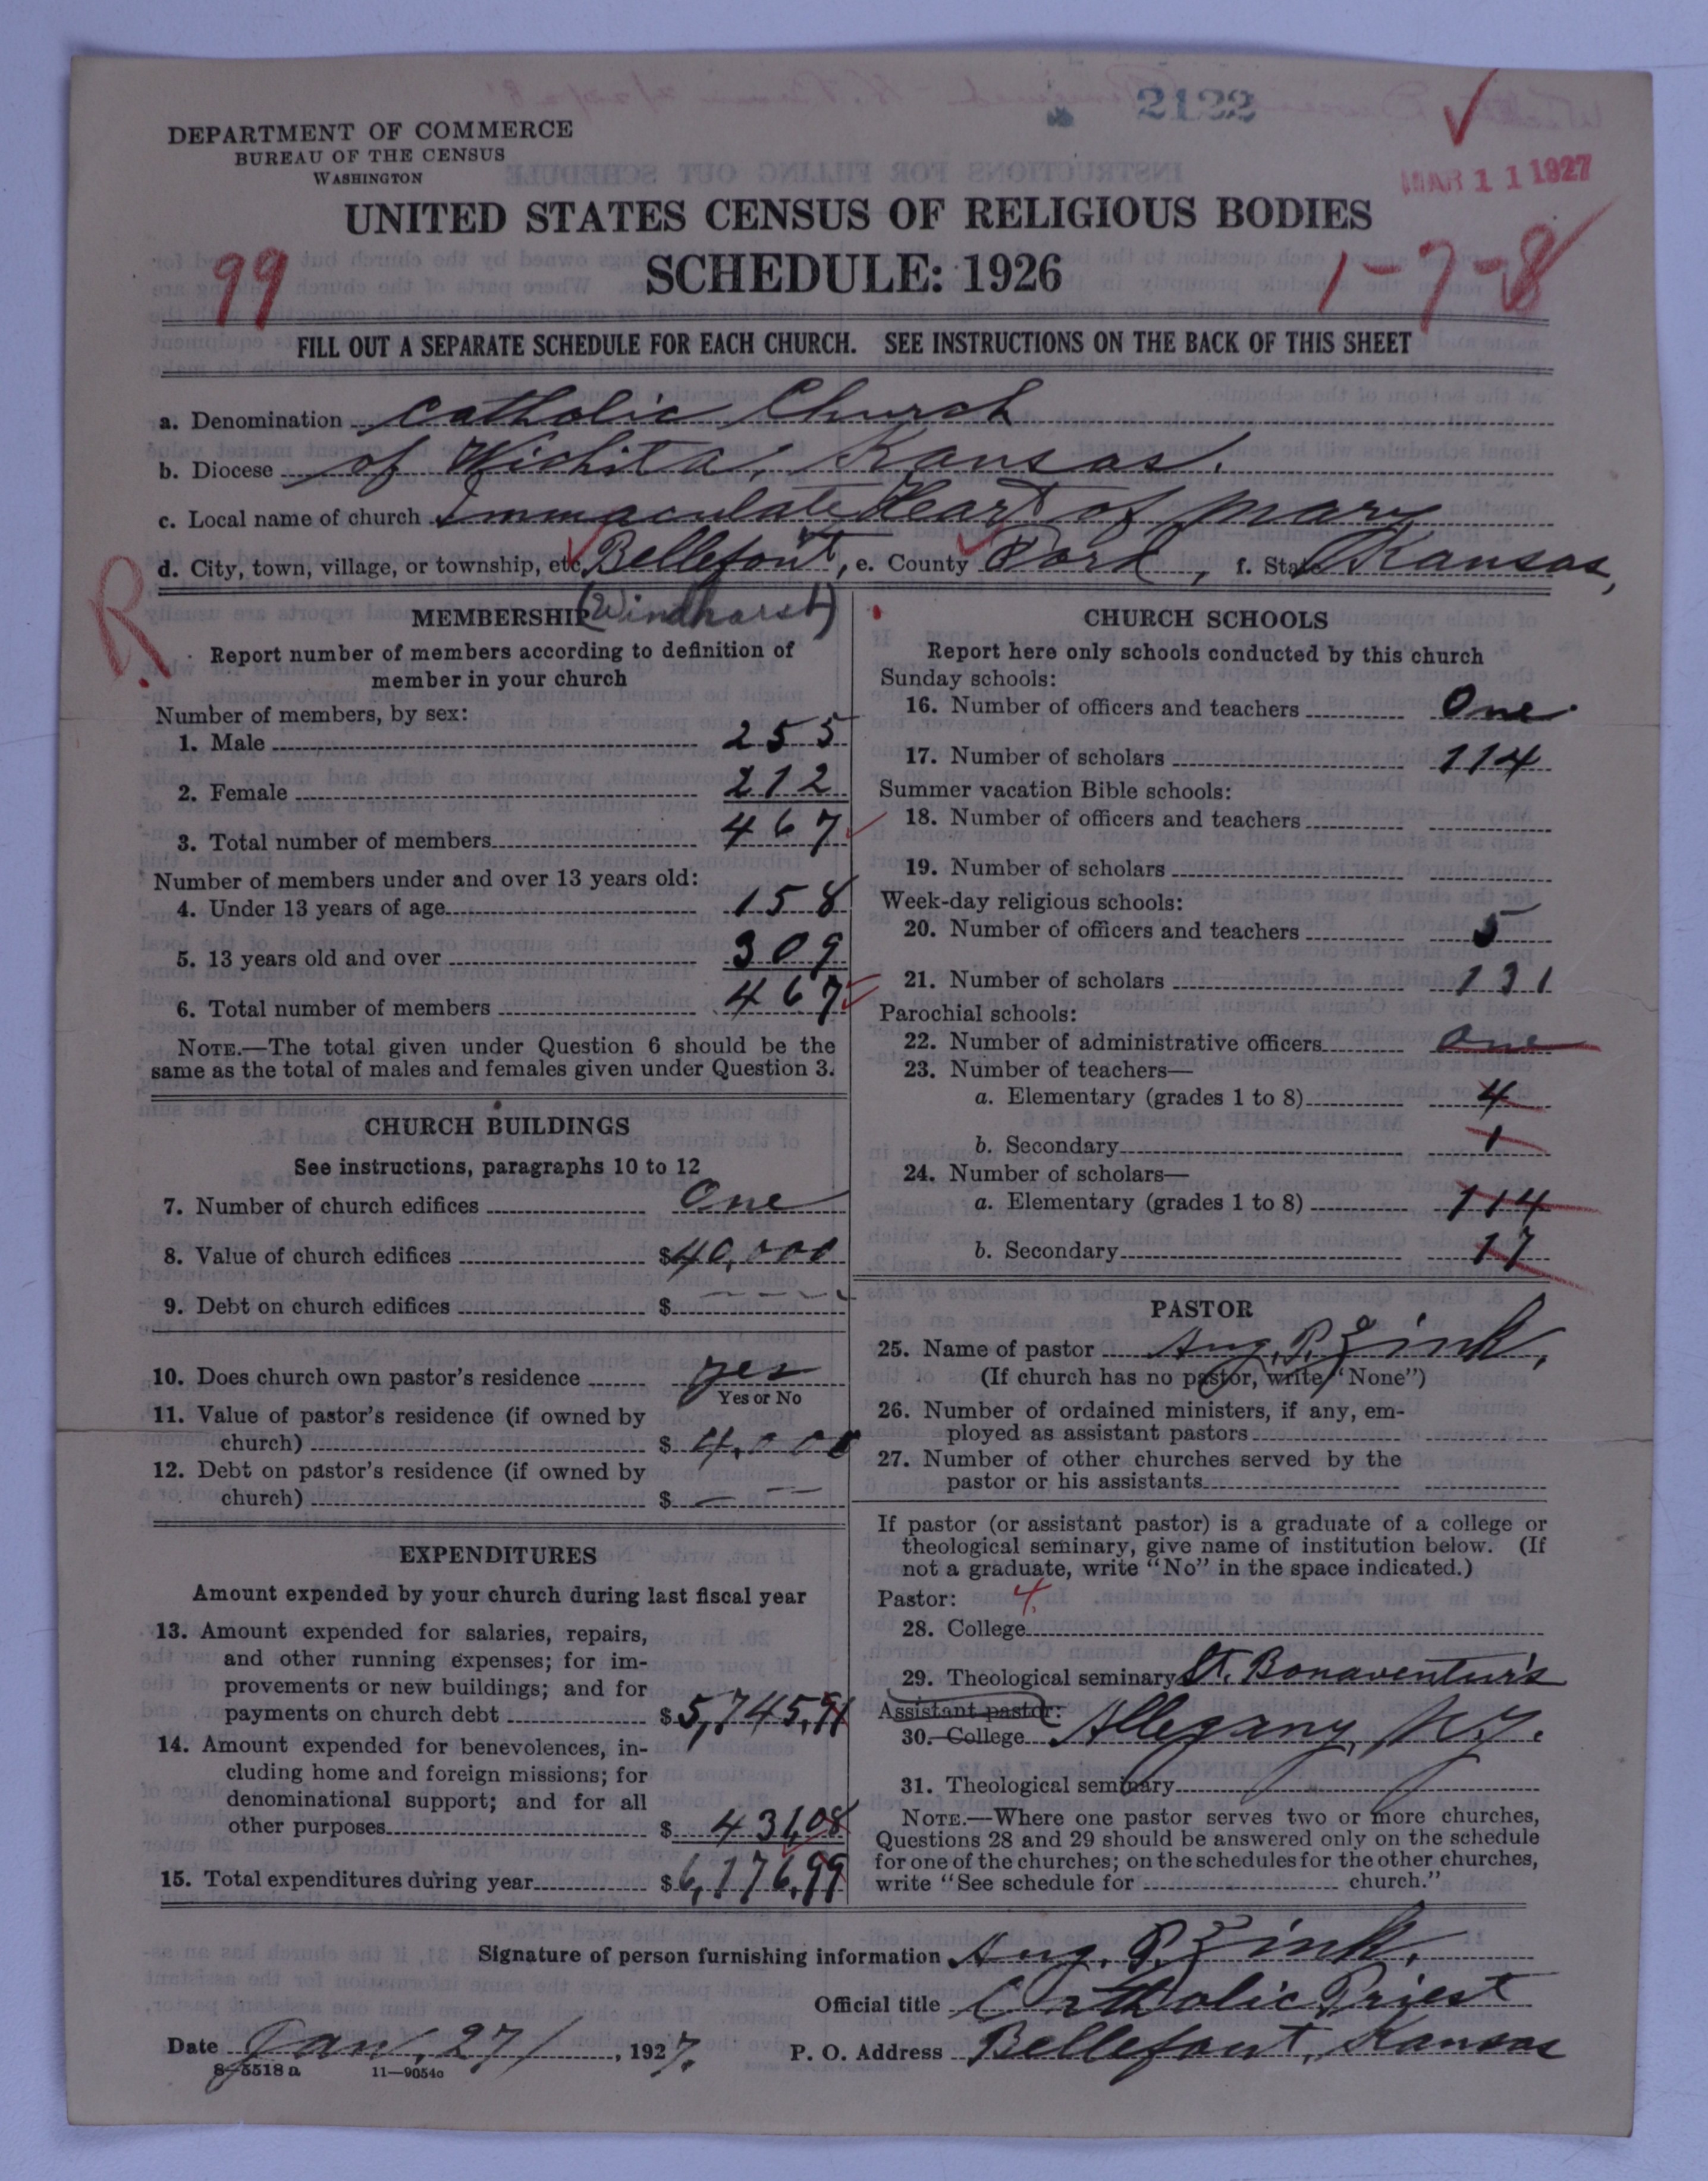 2122
DEPARTMENT OF COMMERCE
BUREAU OF THE CENSUS
WASHINGTON
MAR 11 1927
UNITED STATES CENSUS OF RELIGIOUS BODIES
99 SCHEDULE: 1926 1-7-8
FILL OUT A SEPARATE SCHEDULE FOR EACH CHURCH. SEE INSTRUCTIONS ON THE BACK OF THIS SHEET
a. Denomination Catholic Church
b. Diocese of Wichita, Kansas.
c. Local name of church Immaculate Heart of Mary
d. City, town, village, or township, etc. Bellefont, e. County Ford, f. State Kansas,
R
MEMBERSHIP (Windhorst)
Report number of members according to definition of
member in your church
Number of members, by sex:
1. Male 255
2. Female 212
3. Total number of members 467
Number of members under and over 13 years old:
4. Under 13 years of age 158
5. 13 years old and over 309
6. Total number of members 467
NOTE.—The total given under Question 6 should be the
same as the total of males and females given under Question 3.
CHURCH BUILDINGS
See instructions, paragraphs 10 to 12
7. Number of church edifices One
8. Value of church edifices $40,000
9. Debt on church edifices $ ----
10. Does church own pastor's residence yes
Yes or No
11. Value of pastor's residence (if owned by
church) $ 4,000
12. Debt on pastor's residence (if owned by
church) $ ---
EXPENDITURES
Amount expended by your church during last fiscal year
13. Amount expended for salaries, repairs,
and other running expenses; for im-
provements or new buildings; and for
payments on church debt $5,745,91
14. Amount expended for benevolences, in-
cluding home and foreign missions; for
denominational support; and for all
other purposes $ 431,08
15. Total expenditures during year $6,176,99
CHURCH SCHOOLS
Report here only schools conducted by this church
Sunday schools:
16. Number of officers and teachers One
17. Number of scholars 114
Summer vacation Bible schools:
18. Number of officers and teachers
19. Number of scholars
Week-day religious schools:
20. Number of officers and teachers 5
21. Number of scholars 131
Parochial schools:
22. Number of administrative officers One
23. Number of teachers—
a. Elementary (grades 1 to 8) 4
b. Secondary 1
24. Number of scholars—
a. Elementary (grades 1 to 8) 114
b. Secondary 17
PASTOR
25. Name of pastor Aug. P. Zink,
(If church has no pastor, write "None")
26. Number of ordained ministers, if any, em-
ployed as assistant pastors
27. Number of other churches served by the
pastor or his assistants
If pastor (or assistant pastor) is a graduate of a college or
theological seminary, give name of institution below. (If
not a graduate, write "No" in the space indicated.)
Pastor: 4
28. College
29. Theological seminary St. Bonaventur's
Assistant pastor:
30. College Allegany, N.Y.
31. Theological seminary
NOTE.—Where one pastor serves two or more churches,
Questions 28 and 29 should be answered only on the schedule
for one of the churches; on the schedules for the other churches,
write "See schedule for church."
Signature of person furnishing information Aug. P. Zink.
Official title Catholic Priest
Date Jan. 27/, 1927. P. O. Address Bellefont, Kansas
8-5518 a 11—9054o